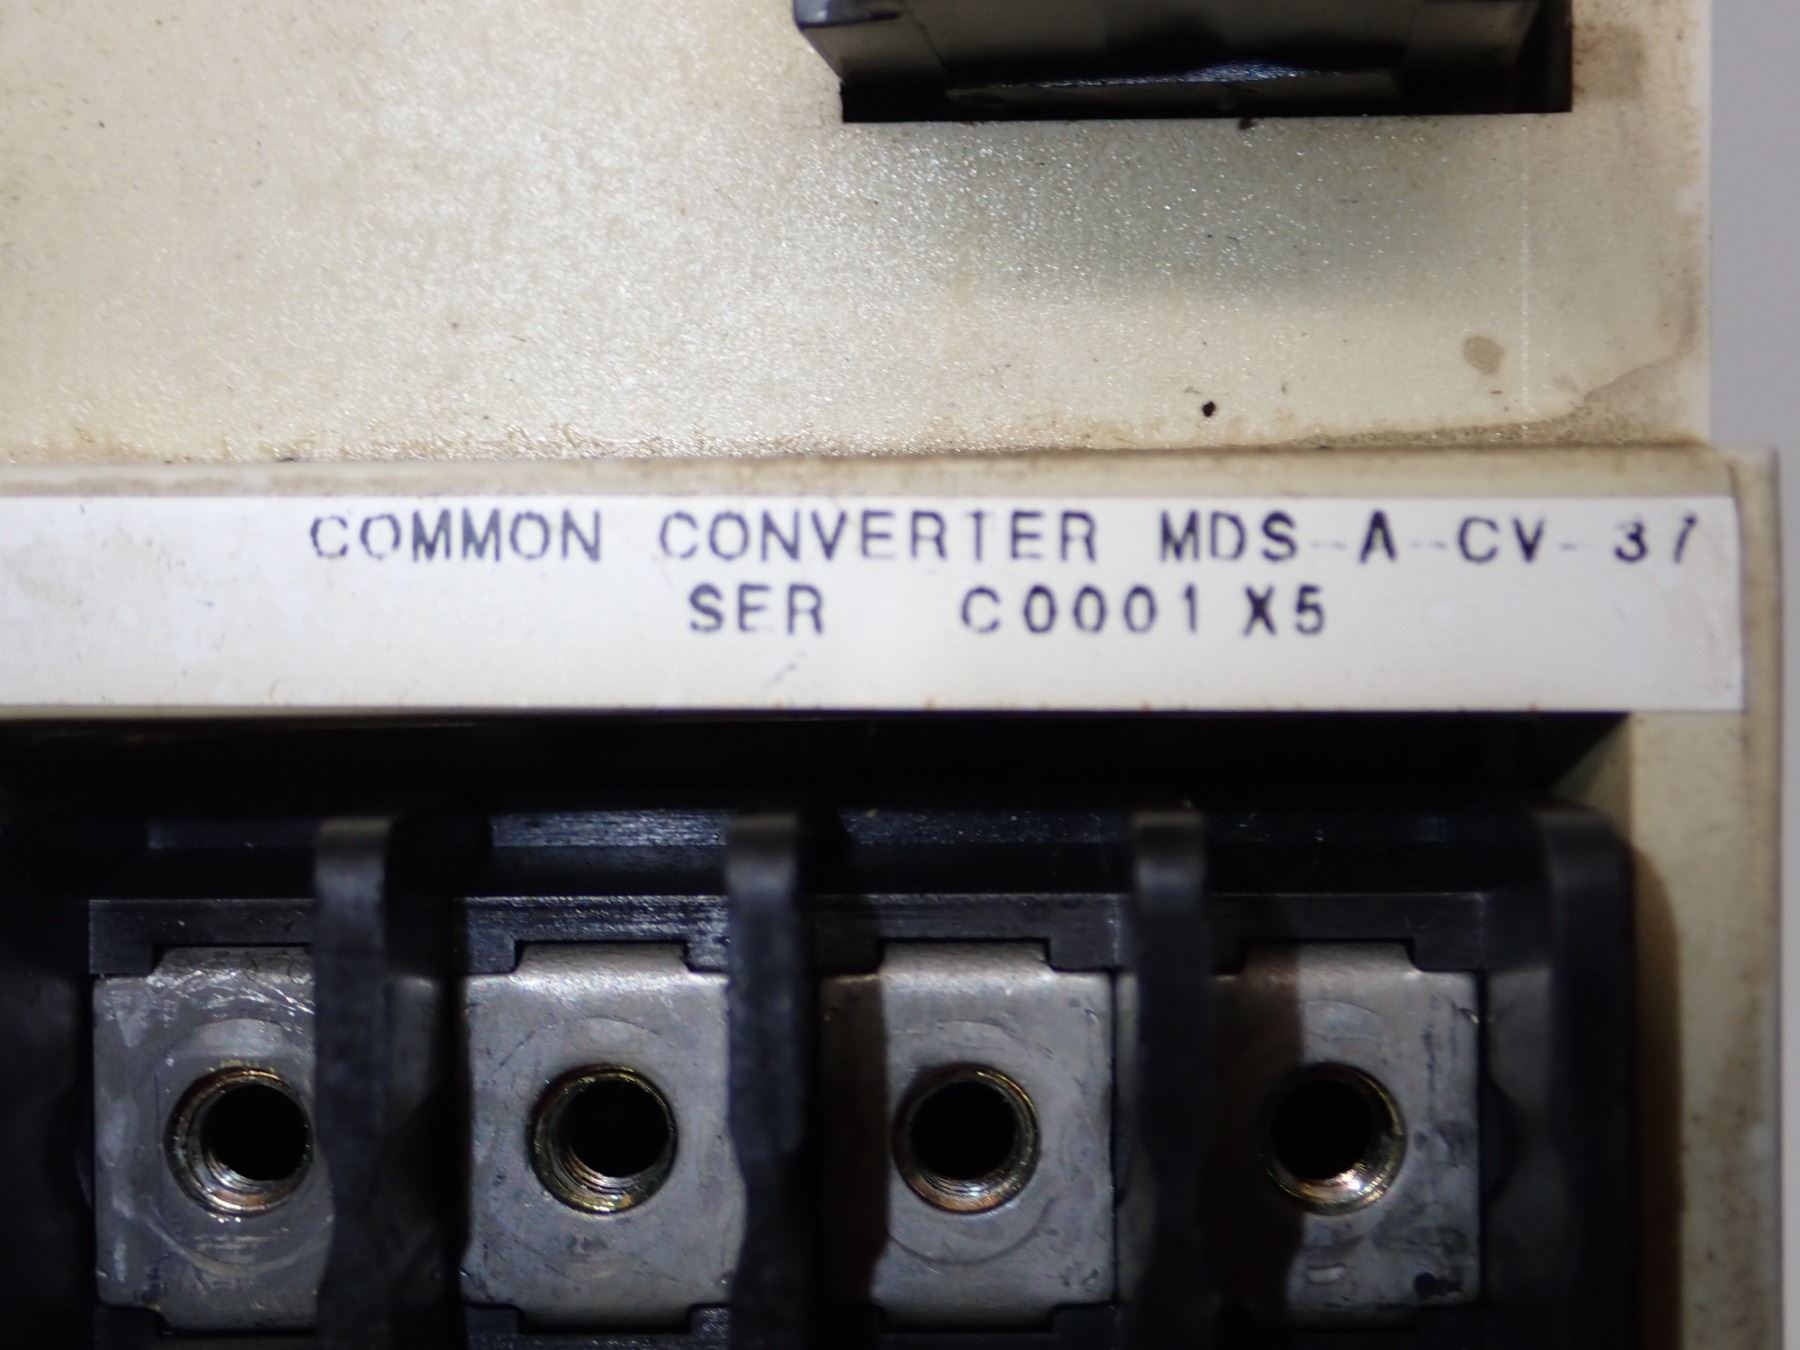 COMMON CONVERTER MDS-A-CV-37
SER C0001X5